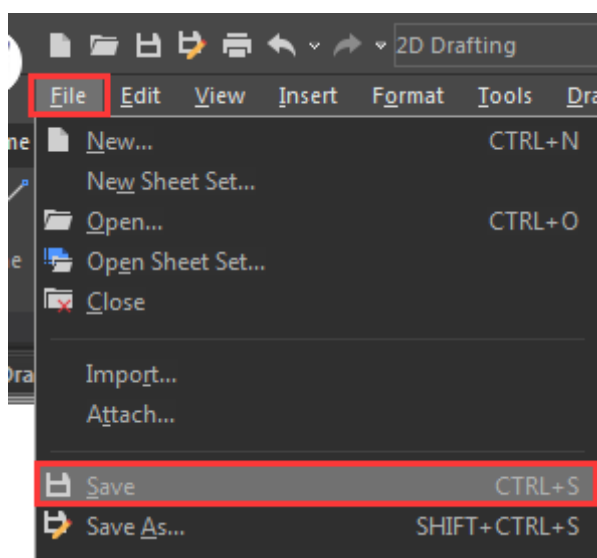 2D Drafting
File Edit View Insert Format Tools
New... CTRL+N
New Sheet Set...
Open... CTRL+O
Open Sheet Set...
Close
Import...
Attach...
Save CTRL+S
Save As... SHIFT+CTRL+S